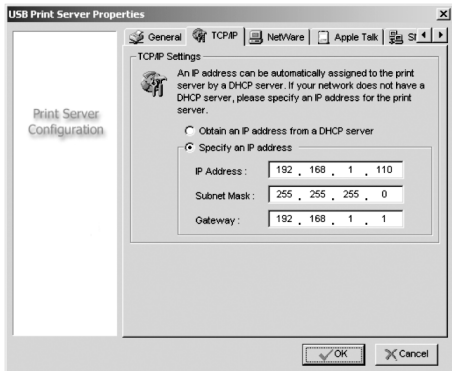 USB Print Server Properties
General TCP/IP NetWare Apple Talk
TCP/IP Settings
An IP address can be automatically assigned to the print
server by a DHCP server. If your network does not have a
DHCP server, please specify an IP address for the print
server.
Print Server
Configuration
Obtain an IP address from a DHCP server
Specify an IP address
IP Address : 192 . 168 . 1 . 110
Subnet Mask : 255 . 255 . 255 . 0
Gateway : 192 . 168 . 1 . 1
OK Cancel